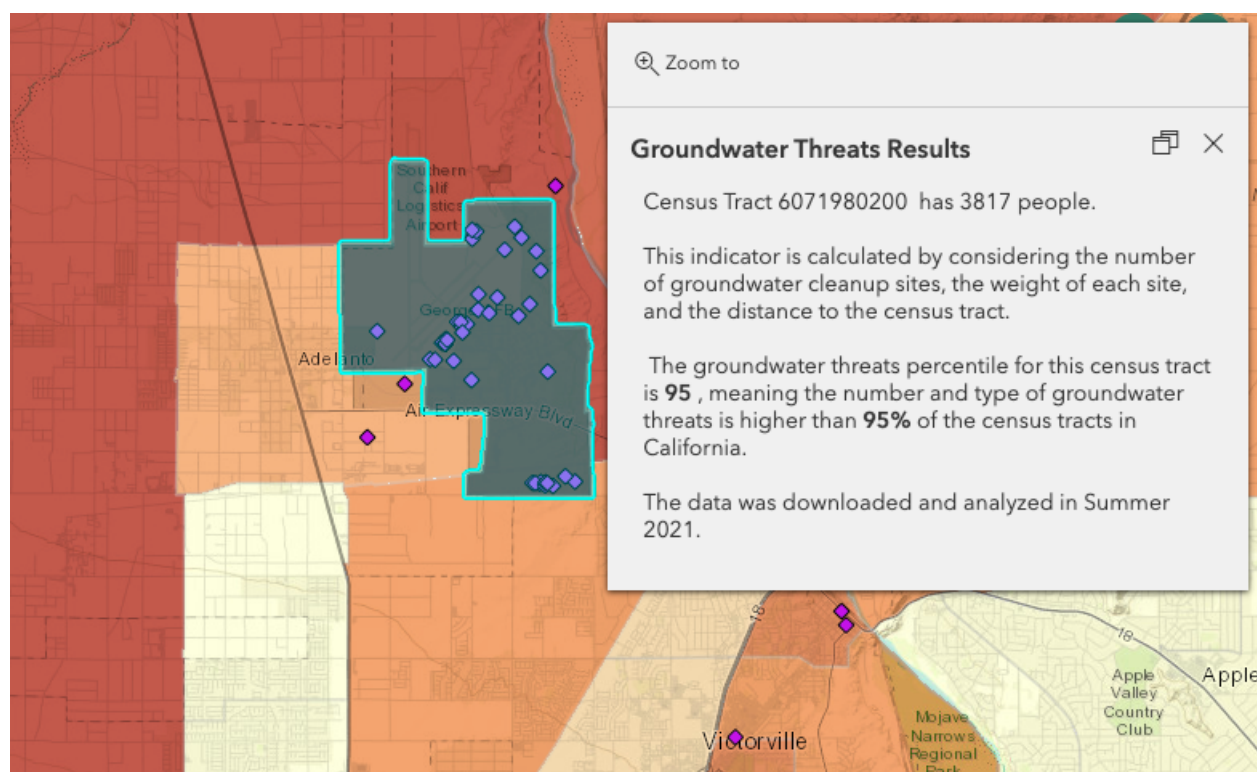 Zoom to
Groundwater Threats Results
Census Tract 6071980200 has 3817 people.
This indicator is calculated by considering the number
of groundwater cleanup sites, the weight of each site,
and the distance to the census tract.
The groundwater threats percentile for this census tract
is 95 , meaning the number and type of groundwater
threats is higher than 95% of the census tracts in
California.
The data was downloaded and analyzed in Summer
2021.
Southern
Calif
Logistics
Airport
Adelanto
Air Expressway Blvd
18
18
Victorville
Mojave
Narrows
Regional
Park
Apple
Valley
Country
Club
Apple